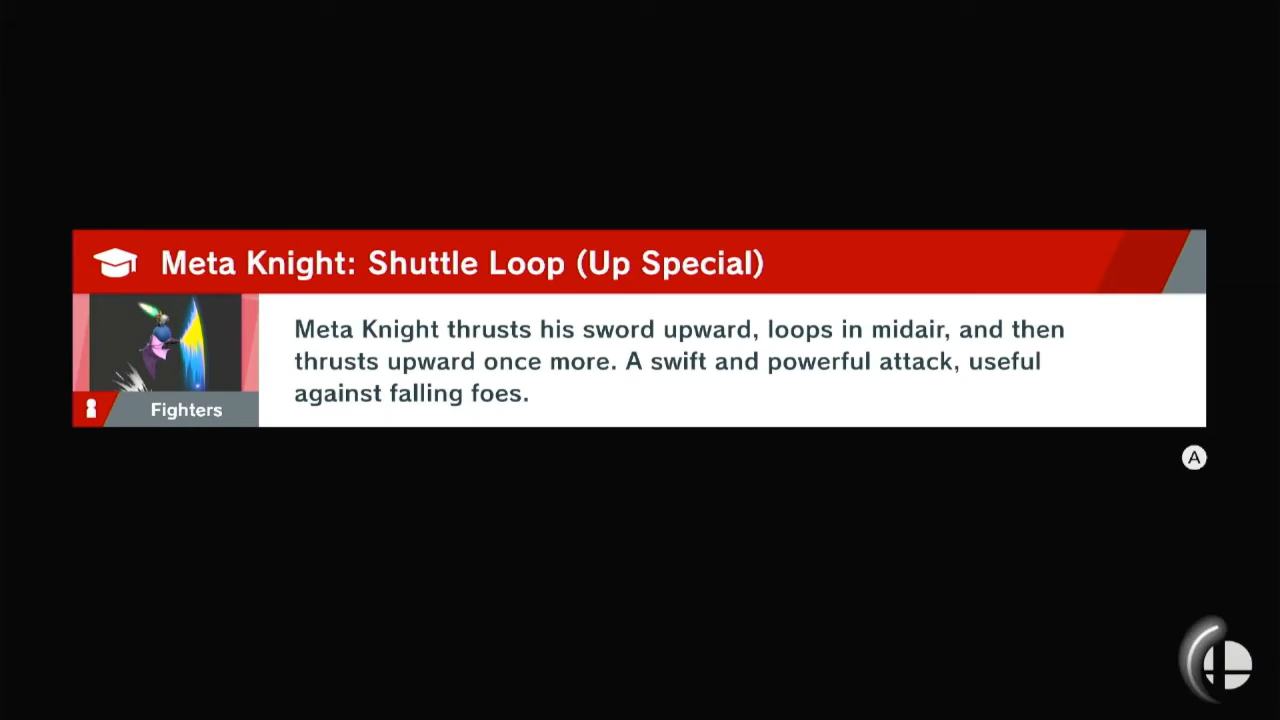 Meta Knight: Shuttle Loop (Up Special)
Meta Knight thrusts his sword upward, loops in midair, and then
thrusts upward once more. A swift and powerful attack, useful
against falling foes.
Fighters
A